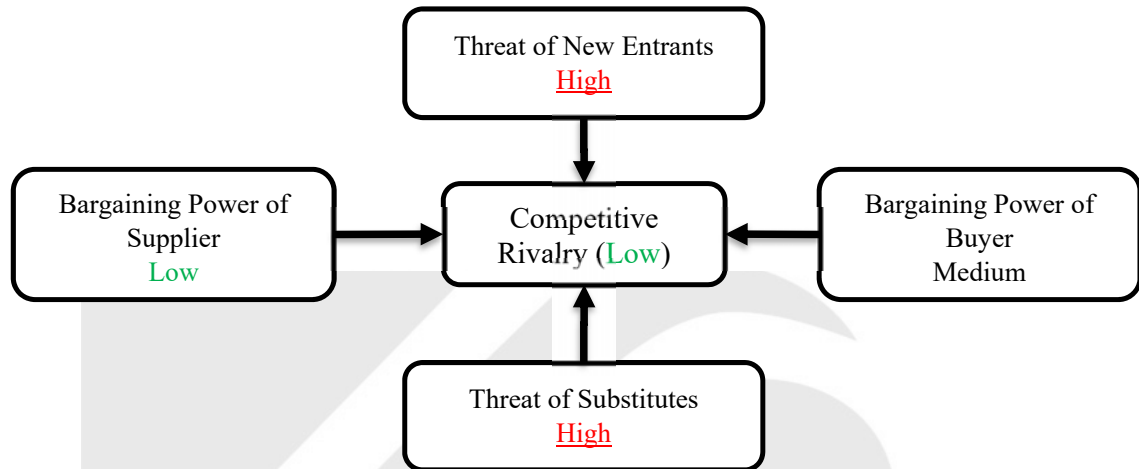 Threat of New Entrants
High
Bargaining Power of
Supplier
Low
Competitive
Rivalry (Low)
Bargaining Power of
Buyer
Medium
Threat of Substitutes
High